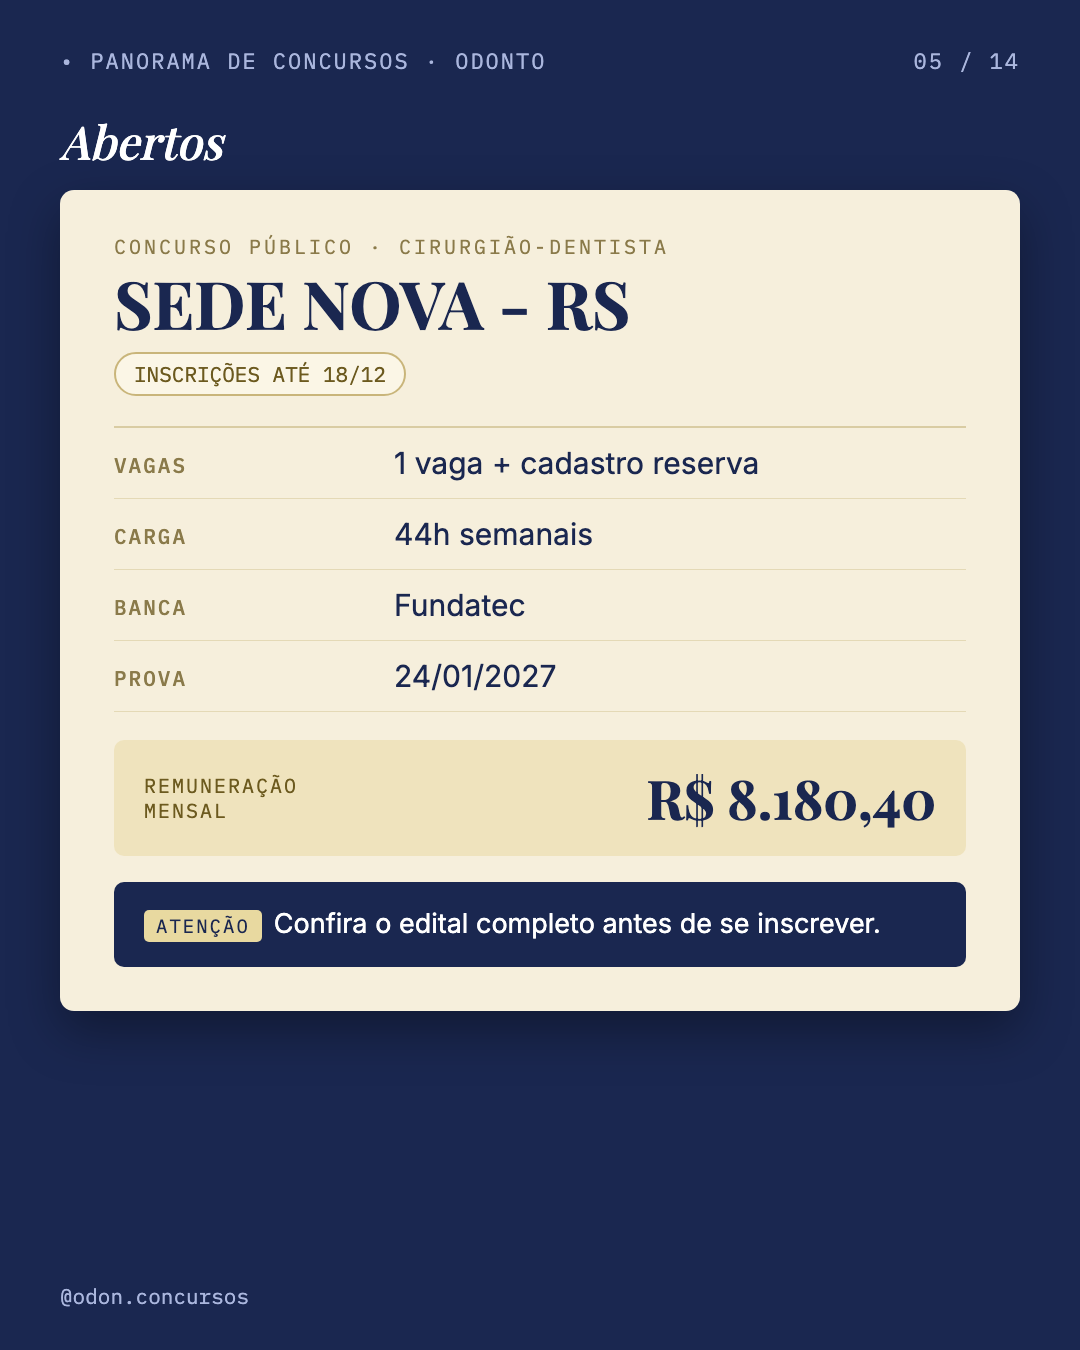 • PANORAMA DE CONCURSOS · ODONTO
05 / 14
Abertos
CONCURSO PÚBLICO · CIRURGIÃO-DENTISTA
SEDE NOVA – RS
INSCRIÇÕES ATÉ 18/12
VAGAS 1 vaga + cadastro reserva
CARGA 44h semanais
BANCA Fundatec
PROVA 24/01/2027
REMUNERAÇÃO
MENSAL
R$ 8.180,40
ATENÇÃO Confira o edital completo antes de se inscrever.
@odon.concursos